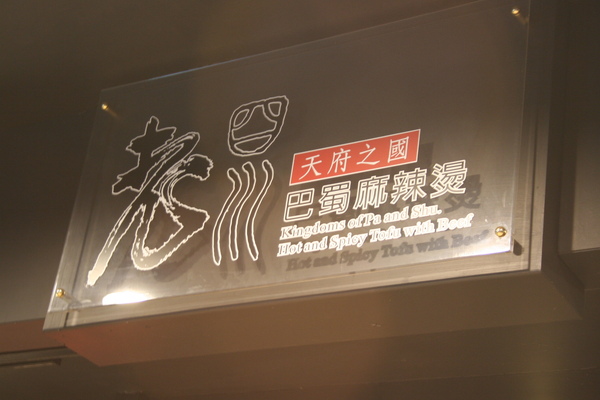 老四川
天府之國
巴蜀麻辣燙
Kingdoms of Pa and Shu.
Hot and Spicy Tofu with Beef